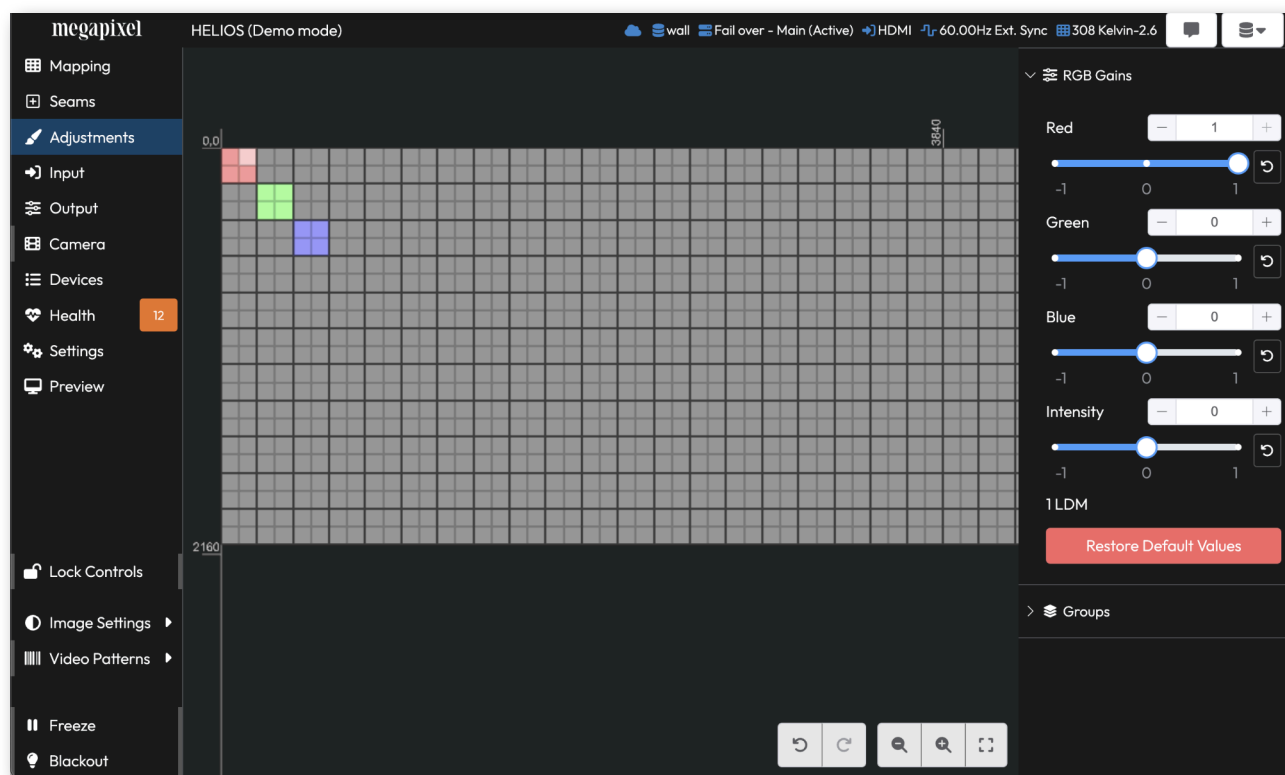 megapixel
HELIOS (Demo mode)
wall Fail over - Main (Active) HDMI 60.00Hz Ext. Sync 308 Kelvin-2.6
Mapping
Seams
Adjustments
Input
Output
Camera
Devices
Health 12
Settings
Preview
Lock Controls
Image Settings
Video Patterns
Freeze
Blackout
0,0
3840
2160
RGB Gains
Red 1
-1 0 1
Green 0
-1 0 1
Blue 0
-1 0 1
Intensity 0
-1 0 1
1 LDM
Restore Default Values
Groups